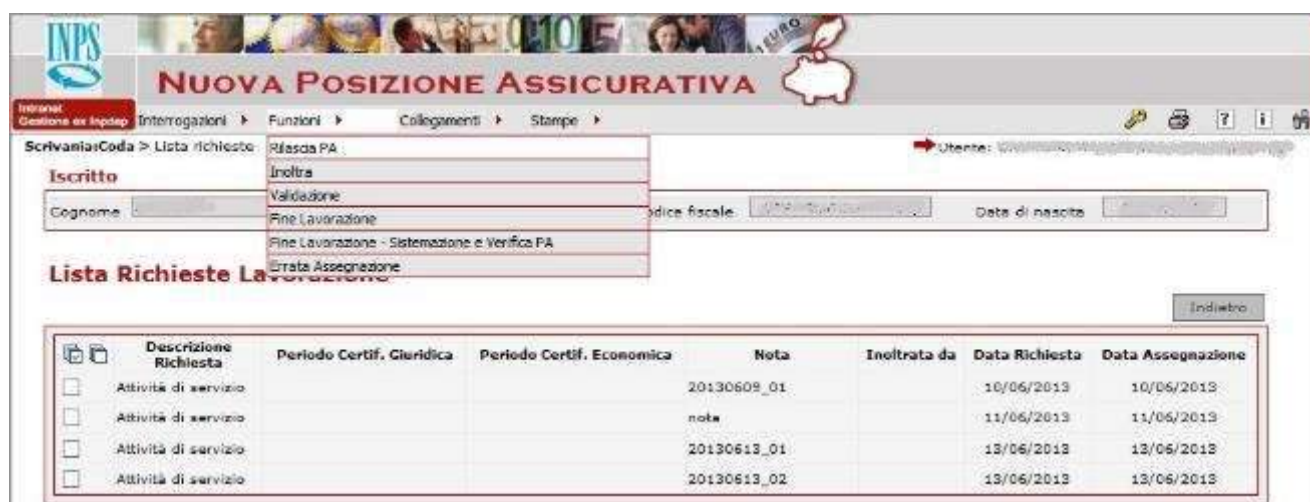 INPS
EURO
NUOVA POSIZIONE ASSICURATIVA
Intranet
Gestione ex Inpdap
Interrogazioni Funzioni Collegamenti Stampe
Scrivania:Coda > Lista richieste
Utente:
Rilascia PA
Inoltra
Validazione
Fine Lavorazione
Fine Lavorazione - Sistemazione e Verifica PA
Errata Assegnazione
Iscritto
Cognome
odice fiscale
Data di nascita
Lista Richieste Lavorazione
Indietro
Descrizione Richiesta Periodo Certif. Giuridica Periodo Certif. Economica Nota Inoltrata da Data Richiesta Data Assegnazione
Attività di servizio 20130609_01 10/06/2013 10/06/2013
Attività di servizio note 11/06/2013 11/06/2013
Attività di servizio 20130613_01 13/06/2013 13/06/2013
Attività di servizio 20130613_02 13/06/2013 13/06/2013